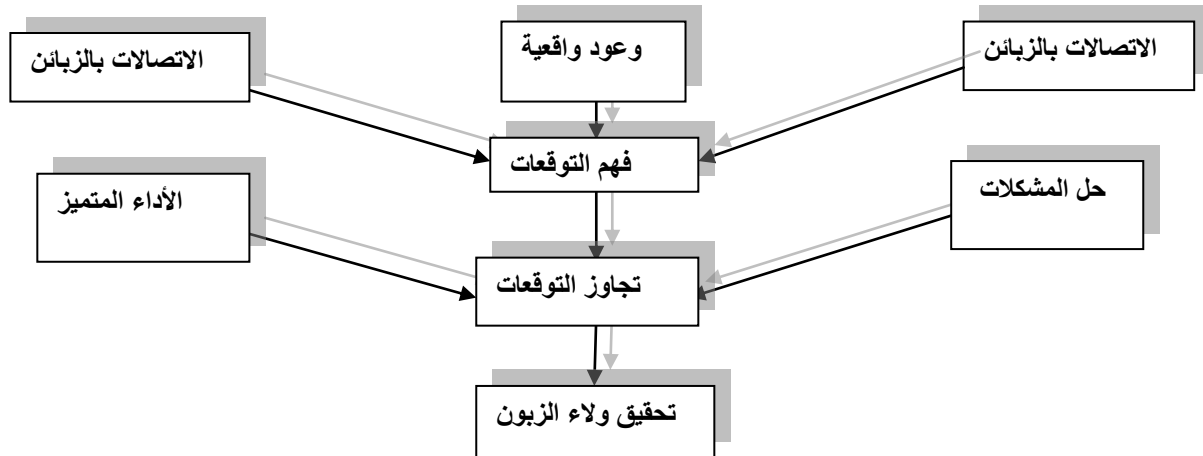 الاتصالات بالزبائن
وعود واقعية
الاتصالات بالزبائن
فهم التوقعات
حل المشكلات
الأداء المتميز
تجاوز التوقعات
تحقيق ولاء الزبون